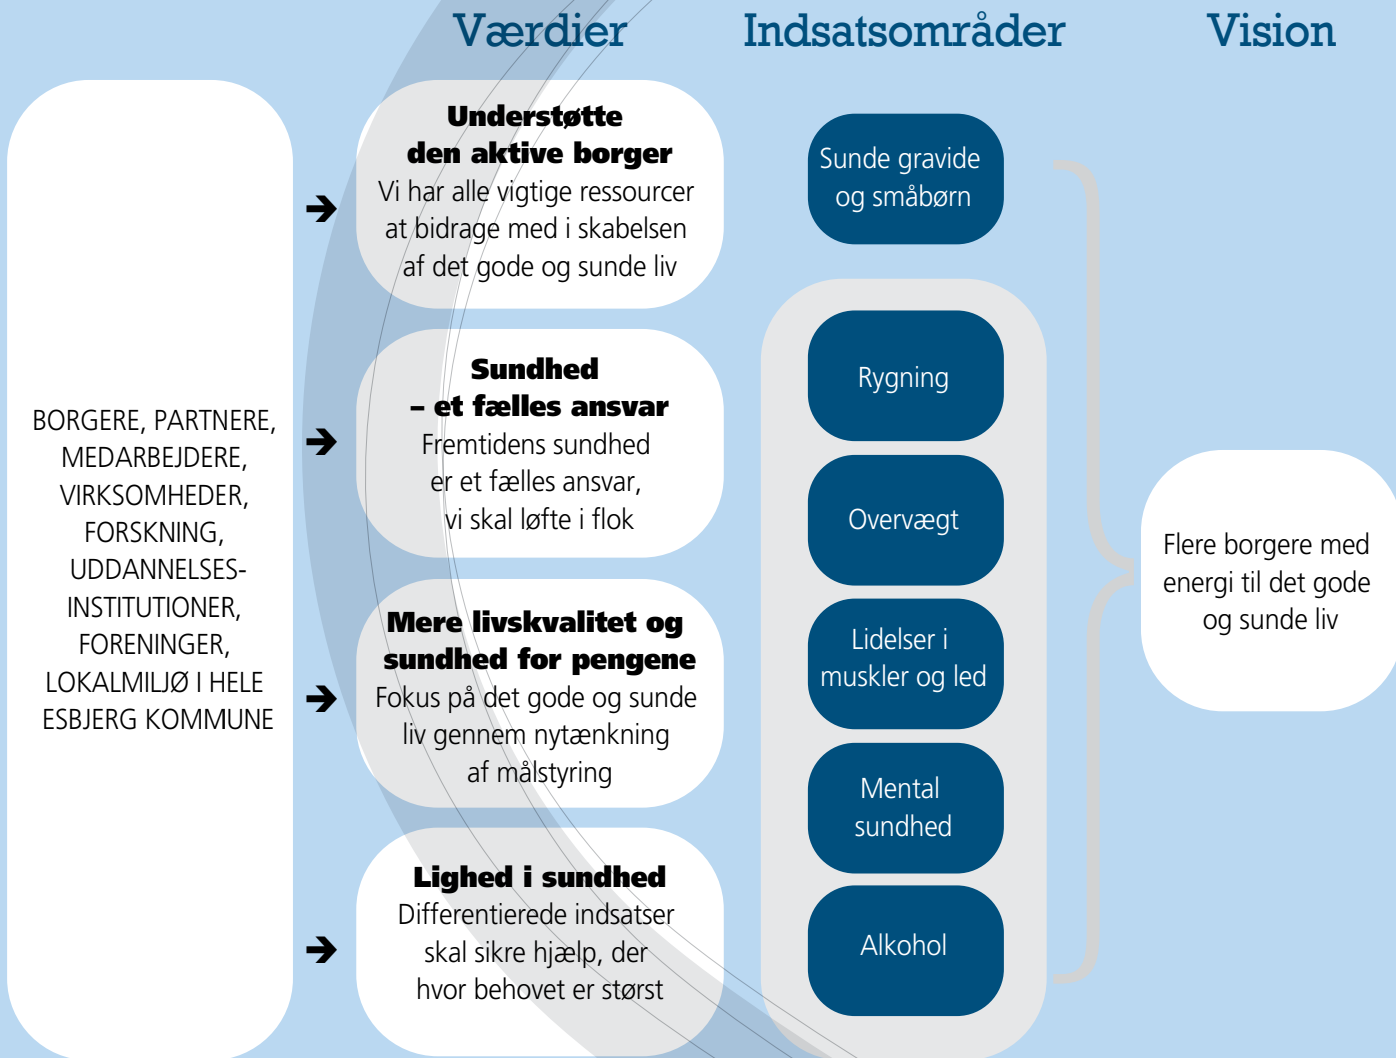 Værdier
Indsatsområder
Vision
BORGERE, PARTNERE,
MEDARBEJDERE,
VIRKSOMHEDER,
FORSKNING,
UDDANNELSES-
INSTITUTIONER,
FORENINGER,
LOKALMILJØ I HELE
ESBJERG KOMMUNE
Understøtte
den aktive borger
Vi har alle vigtige ressourcer
at bidrage med i skabelsen
af det gode og sunde liv
Sundhed
– et fælles ansvar
Fremtidens sundhed
er et fælles ansvar,
vi skal løfte i flok
Mere livskvalitet og
sundhed for pengene
Fokus på det gode og sunde
liv gennem nytænkning
af målstyring
Lighed i sundhed
Differentierede indsatser
skal sikre hjælp, der
hvor behovet er størst
Sunde gravide
og småbørn
Rygning
Overvægt
Lidelser i
muskler og led
Mental
sundhed
Alkohol
Flere borgere med
energi til det gode
og sunde liv